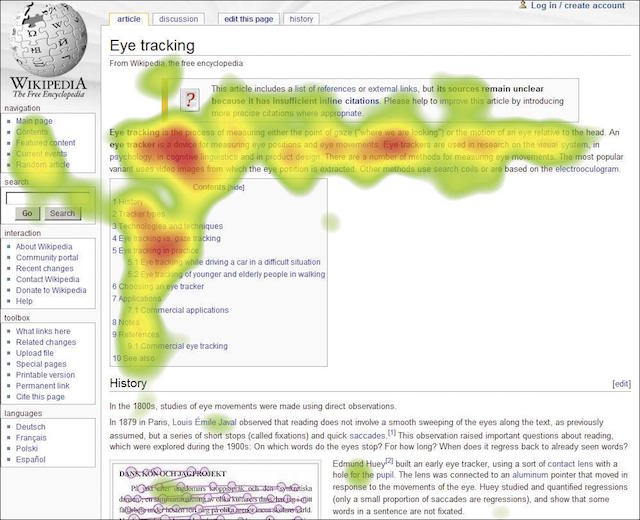 Log in / create account
article
discussion
edit this page
history
WIKIPEDIA
The Free Encyclopedia
navigation
Main page
Contents
Featured content
Current events
Random article
search
Go
Search
interaction
About Wikipedia
Community portal
Recent changes
Contact Wikipedia
Donate to Wikipedia
Help
toolbox
What links here
Related changes
Upload file
Special pages
Printable version
Permanent link
Cite this page
languages
Deutsch
Français
Polski
Español
Eye tracking
From Wikipedia, the free encyclopedia
?
This article includes a list of references or external links, but its sources remain unclear
because it has insufficient inline citations. Please help to improve this article by introducing
more precise citations where appropriate.
Eye tracking is the process of measuring either the point of gaze ("where we are looking") or the motion of an eye relative to the head. An
eye tracker is a device for measuring eye positions and eye movements. Eye trackers are used in research on the visual system, in
psychology, in cognitive linguistics and in product design. There are a number of methods for measuring eye movements. The most popular
variant uses video images from which the eye position is extracted. Other methods use search coils or are based on the electrooculogram.
Contents [hide]
1 History
2 Tracker types
3 Technologies and techniques
4 Eye tracking vs. gaze tracking
5 Eye tracking in practice
5.1 Eye tracking while driving a car in a difficult situation
5.2 Eye tracking of younger and elderly people in walking
6 Choosing an eye tracker
7 Applications
7.1 Commercial applications
8 Notes
9 References
9.1 Commercial eye tracking
10 See also
History
[edit]
In the 1800s, studies of eye movements were made using direct observations.
In 1879 in Paris, Louis Émile Javal observed that reading does not involve a smooth sweeping of the eyes along the text, as previously
assumed, but a series of short stops (called fixations) and quick saccades.[1] This observation raised important questions about reading,
which were explored during the 1900s: On which words do the eyes stop? For how long? When does it regress back to already seen words?
DANS, KÖN OCH JAGPROJEKT
Edmund Huey[2] built an early eye tracker, using a sort of contact lens with a
hole for the pupil. The lens was connected to an aluminum pointer that moved in
response to the movements of the eye. Huey studied and quantified regressions
(only a small proportion of saccades are regressions), and show that some
words in a sentence are not fixated.